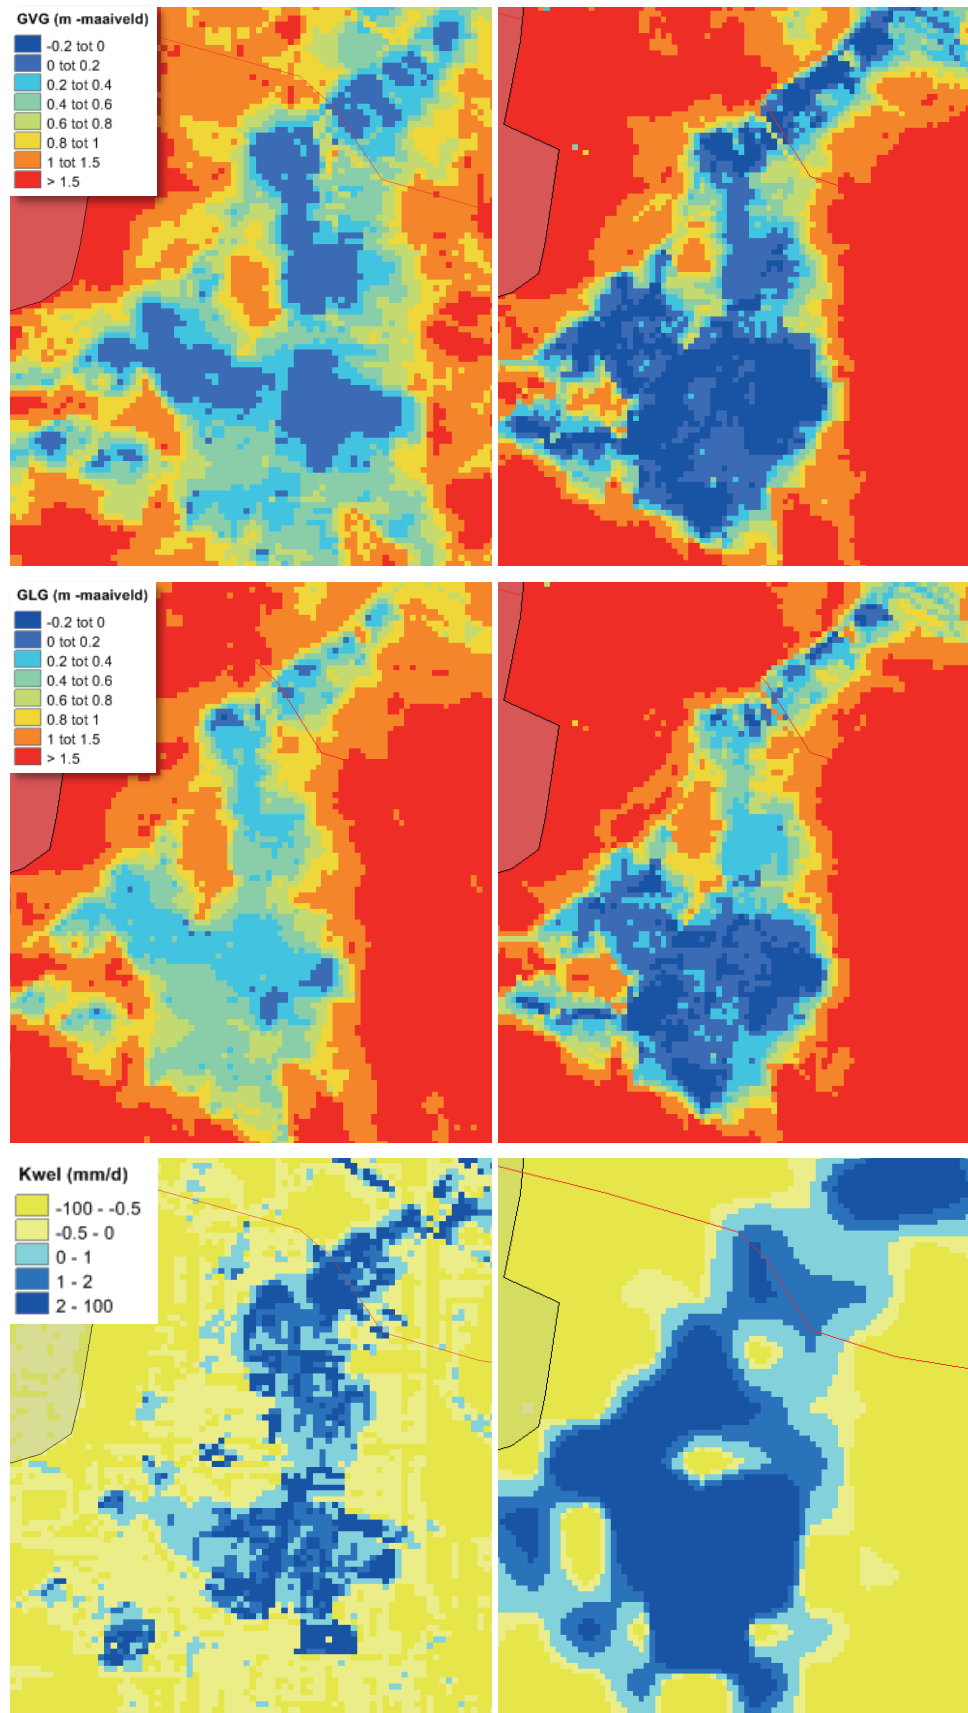 GVG (m -maaiveld)
-0.2 tot 0
0 tot 0.2
0.2 tot 0.4
0.4 tot 0.6
0.6 tot 0.8
0.8 tot 1
1 tot 1.5
> 1.5
GLG (m -maaiveld)
-0.2 tot 0
0 tot 0.2
0.2 tot 0.4
0.4 tot 0.6
0.6 tot 0.8
0.8 tot 1
1 tot 1.5
> 1.5
Kwel (mm/d)
-100 - -0.5
-0.5 - 0
0 - 1
1 - 2
2 - 100